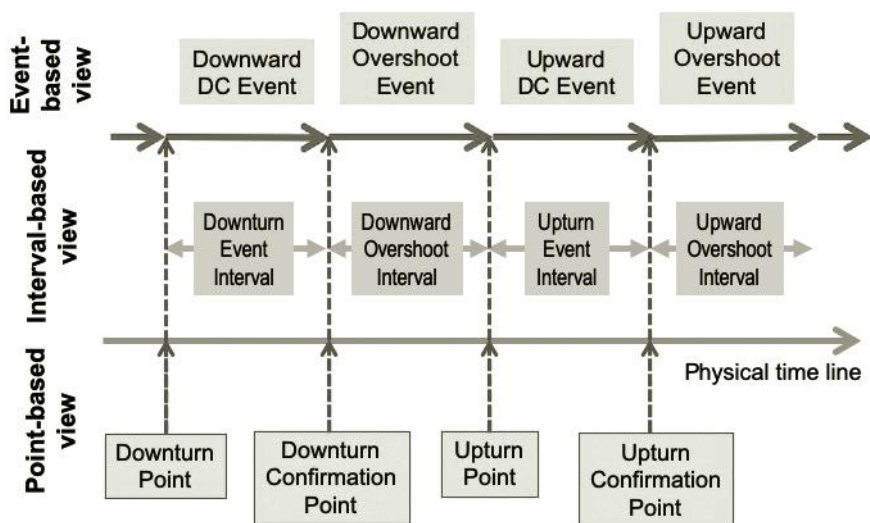 Event-
based
view
Downward
DC Event
Downward
Overshoot
Event
Upward
DC Event
Upward
Overshoot
Event
Interval-based
view
Downturn
Event
Interval
Downward
Overshoot
Interval
Upturn
Event
Interval
Upward
Overshoot
Interval
Physical time line
Point-based
view
Downturn
Point
Downturn
Confirmation
Point
Upturn
Point
Upturn
Confirmation
Point